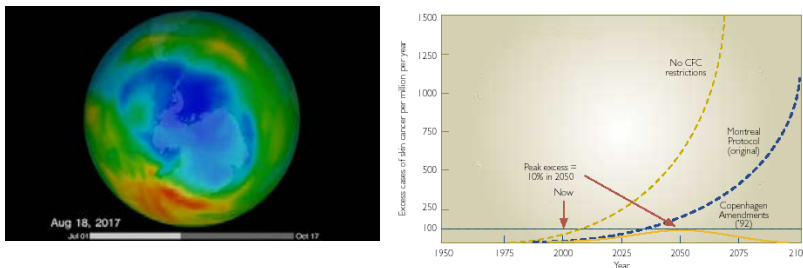 Aug 18, 2017
Jul 01
Oct 17
Excess cases of skin cancer per million per year
1500
1250
1000
750
500
250
100
No CFC
restrictions
Montreal
Protocol
(original)
Peak excess =
10% in 2050
Now
Copenhagen
Amendments
('92)
1950
1975
2000
2025
2050
2075
2100
Year